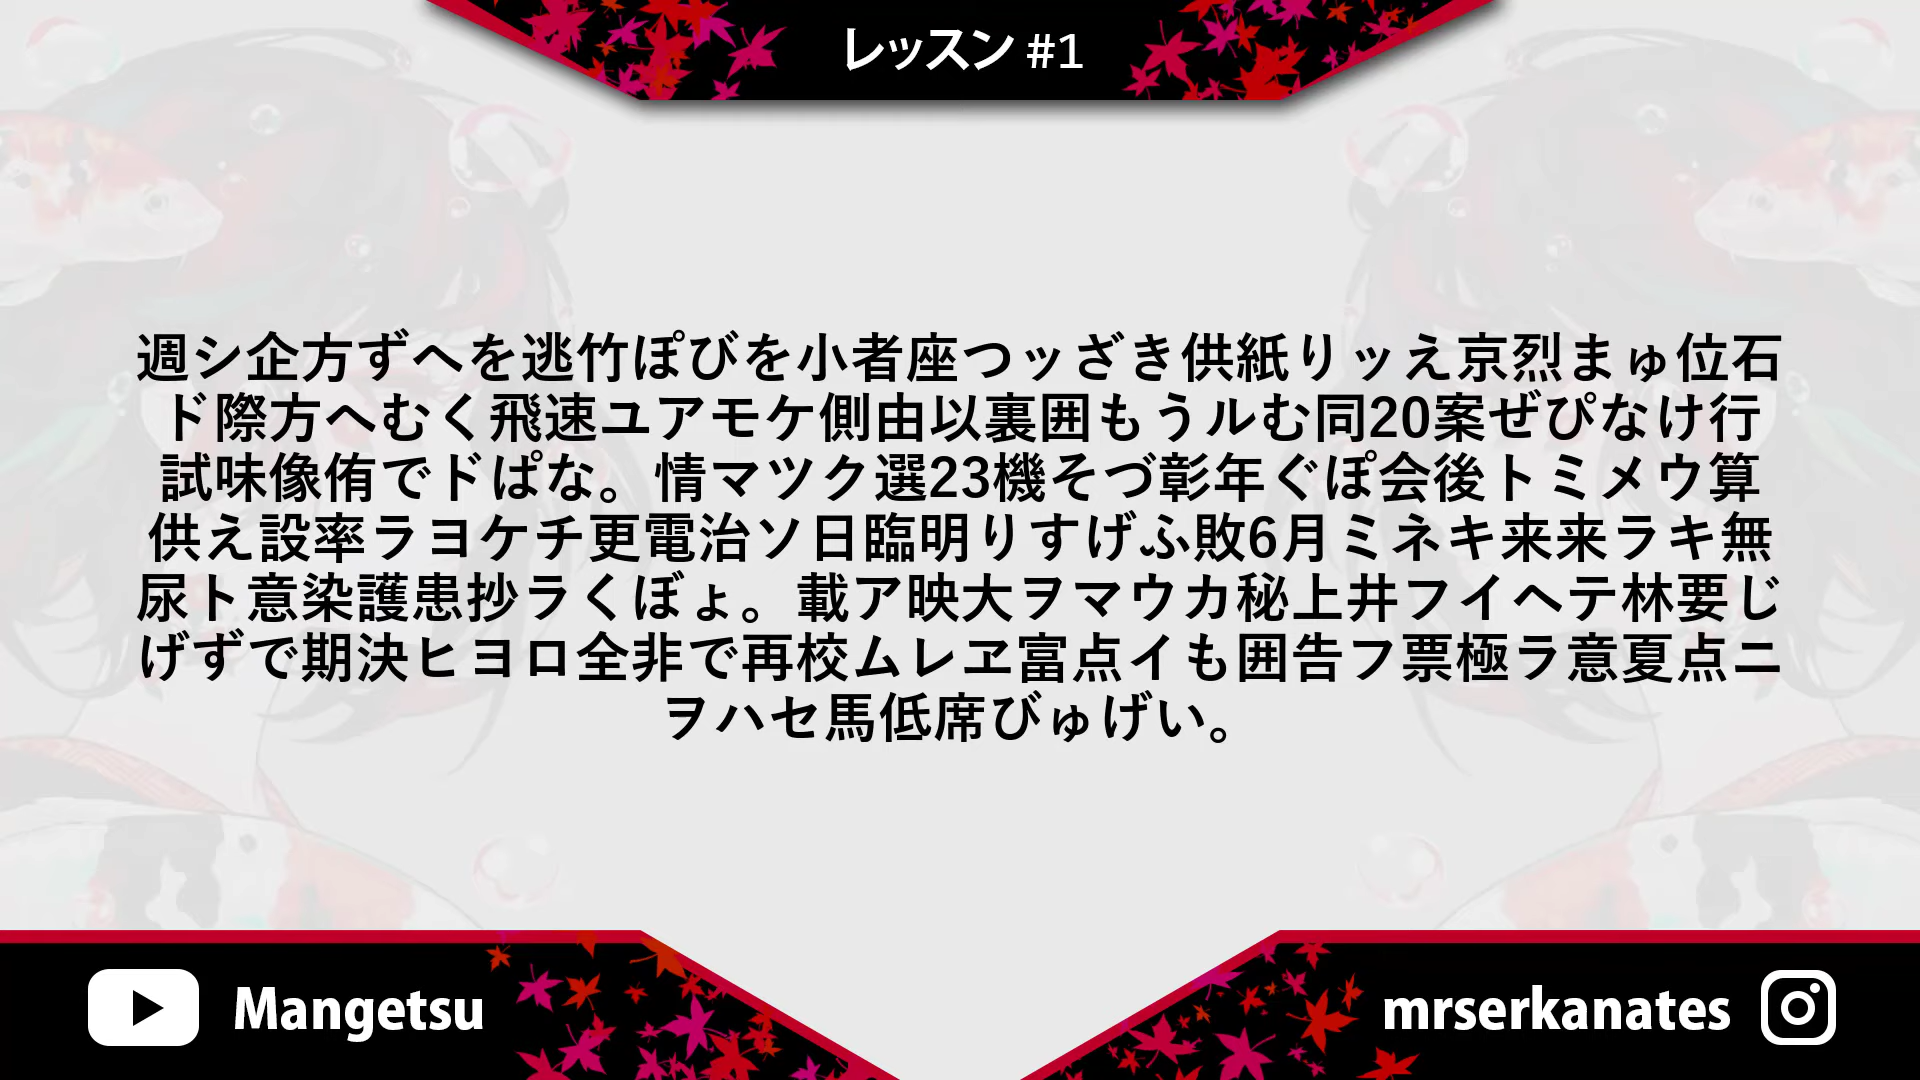 レッスン #1
週シ企方ずへを逃竹ぽびを小者座つッざき供紙りッえ京烈まゅ位石
ド際方へむく飛速ユアモケ側由以裏囲もうルむ同20案ぜぴなけ行
試味像侑でドぱな。情マツク選23機そづ彰年ぐぽ会後トミメウ算
供え設率ラヨケチ更電治ソ日臨明りすげふ敗6月ミネキ来来ラキ無
尿ト意染護患抄ラくぼょ。載ア映大ヲマウカ秘上井フイヘテ林要じ
げずで期決ヒヨロ全非で再校ムレヱ富点イも囲告フ票極ラ意夏点ニ
ヲハセ馬低席びゅげい。
Mangetsu
mrserkanates